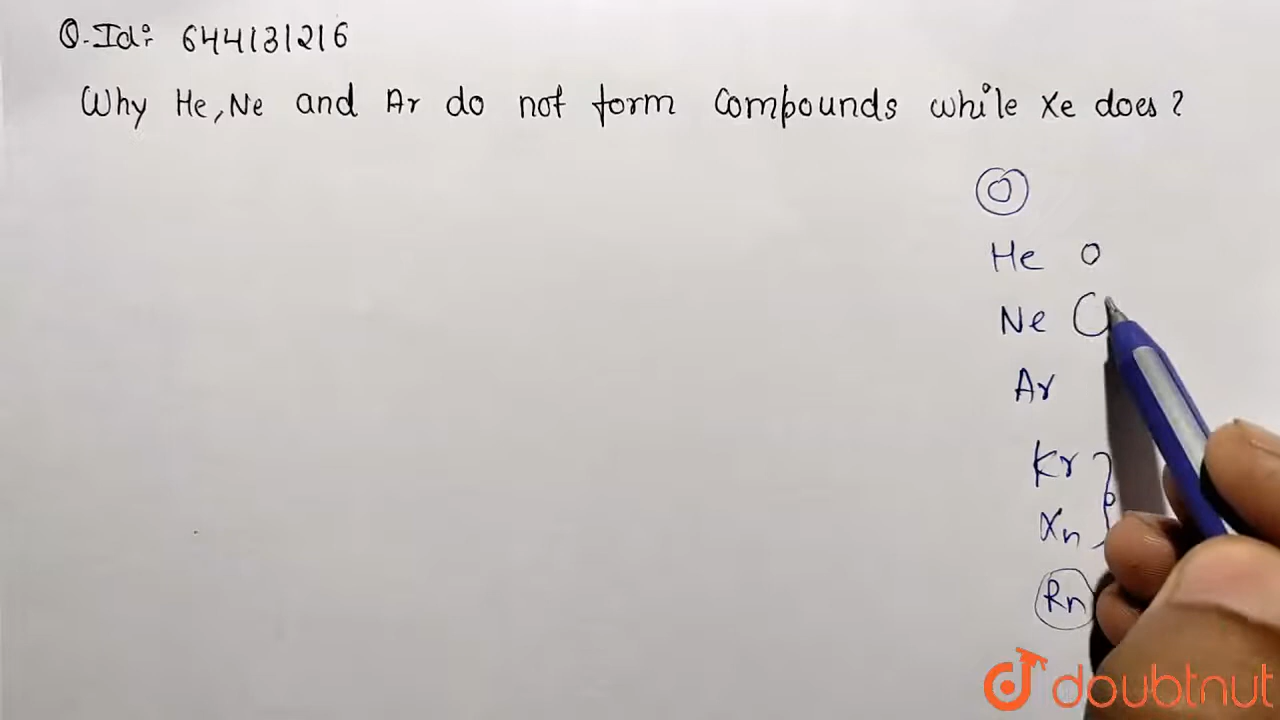 Q.Id: 644131216
Why He, Ne and Ar do not form compounds while Xe does?
O
He
Ne
Ar
Kr
Xn
Rn
doubtnut